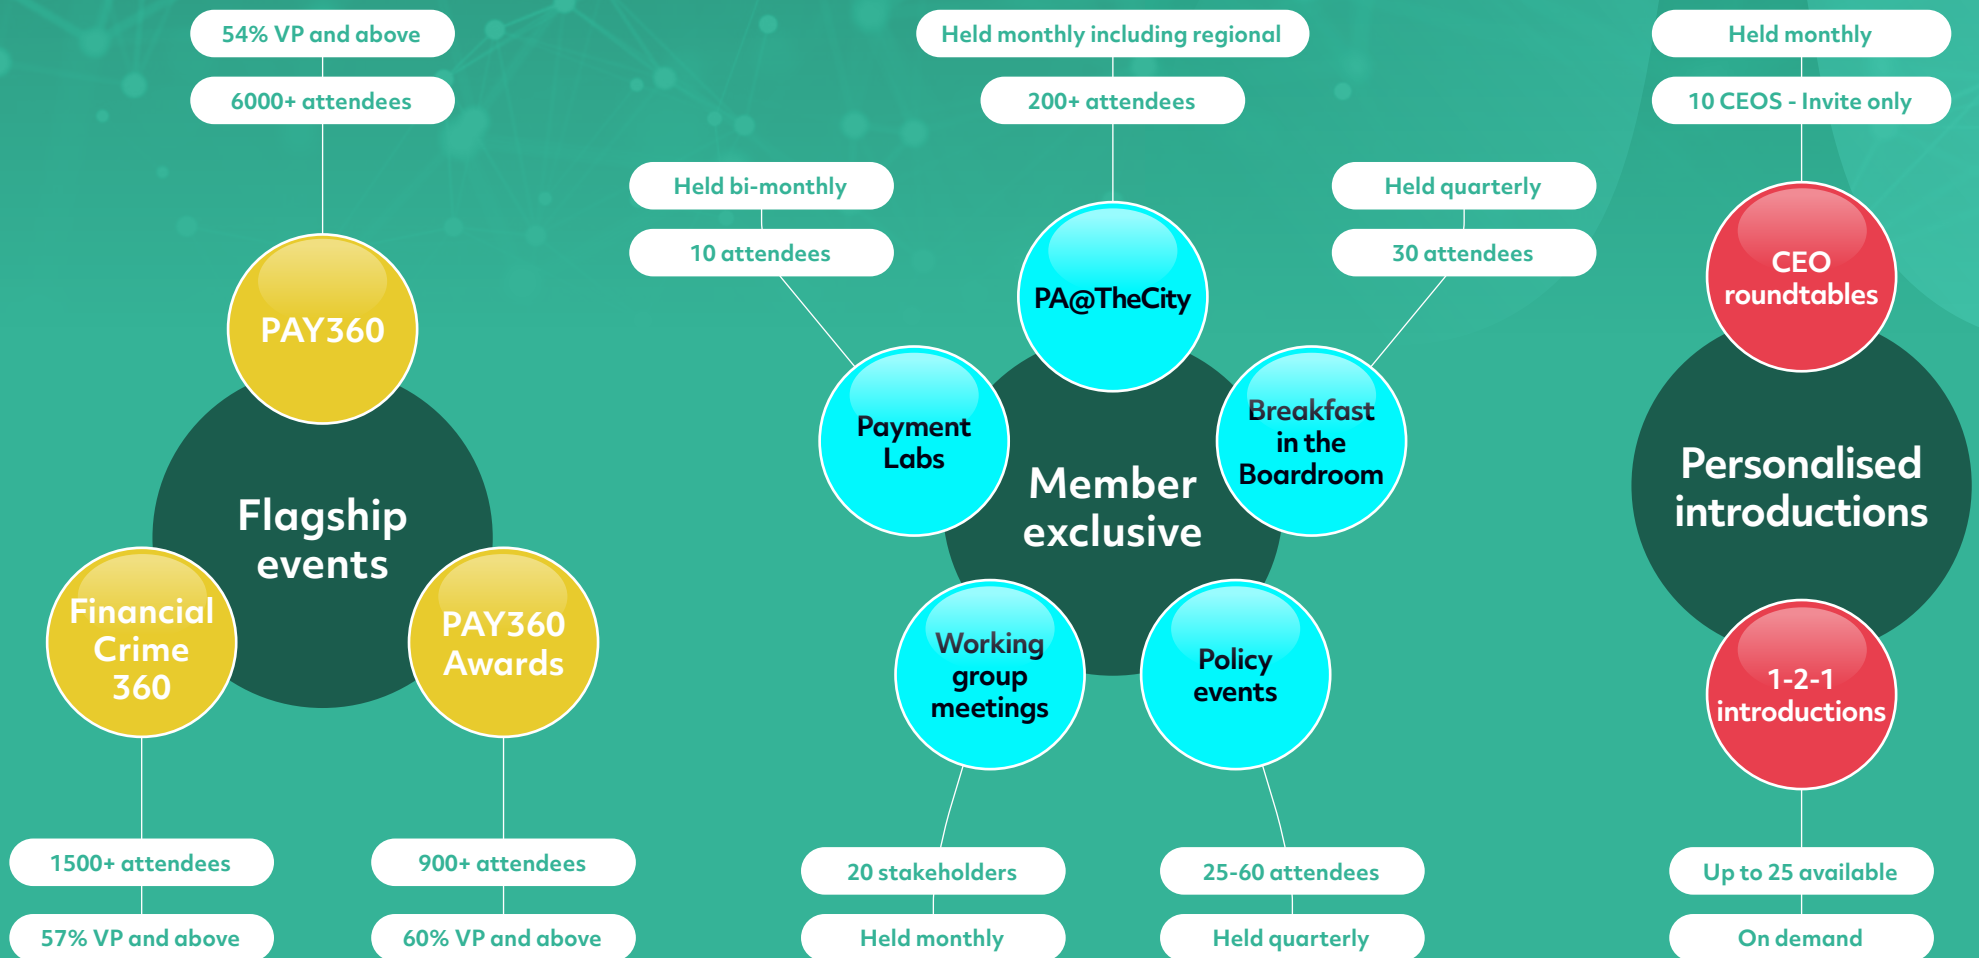 54% VP and above
6000+ attendees
PAY360
Flagship
events
Financial
Crime
360
PAY360
Awards
1500+ attendees
57% VP and above
900+ attendees
60% VP and above
Held monthly including regional
200+ attendees
PA@TheCity
Held bi-monthly
10 attendees
Payment
Labs
Held quarterly
30 attendees
Breakfast
in the
Boardroom
Member
exclusive
Working
group
meetings
20 stakeholders
Held monthly
Policy
events
25-60 attendees
Held quarterly
Held monthly
10 CEOS - Invite only
CEO
roundtables
Personalised
introductions
1-2-1
introductions
Up to 25 available
On demand